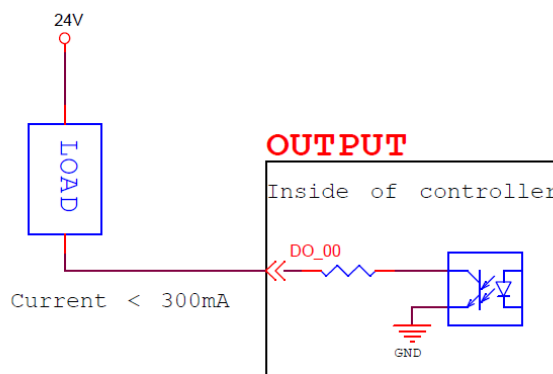 24V
LOAD
OUTPUT
Inside of controller
DO_00
Current < 300mA
GND